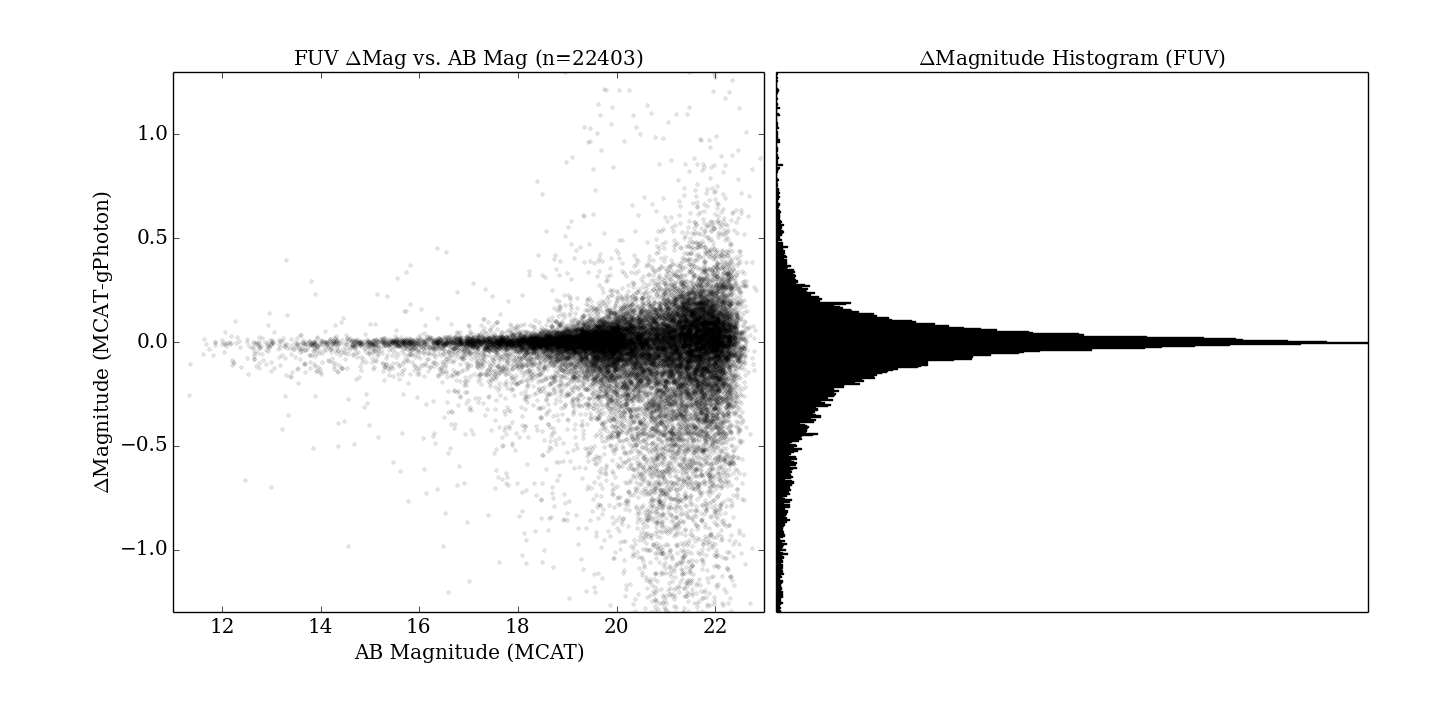 FUV ΔMag vs. AB Mag (n=22403)
ΔMagnitude Histogram (FUV)
ΔMagnitude (MCAT-gPhoton)
1.0
0.5
0.0
−0.5
−1.0
12 14 16 18 20 22
AB Magnitude (MCAT)